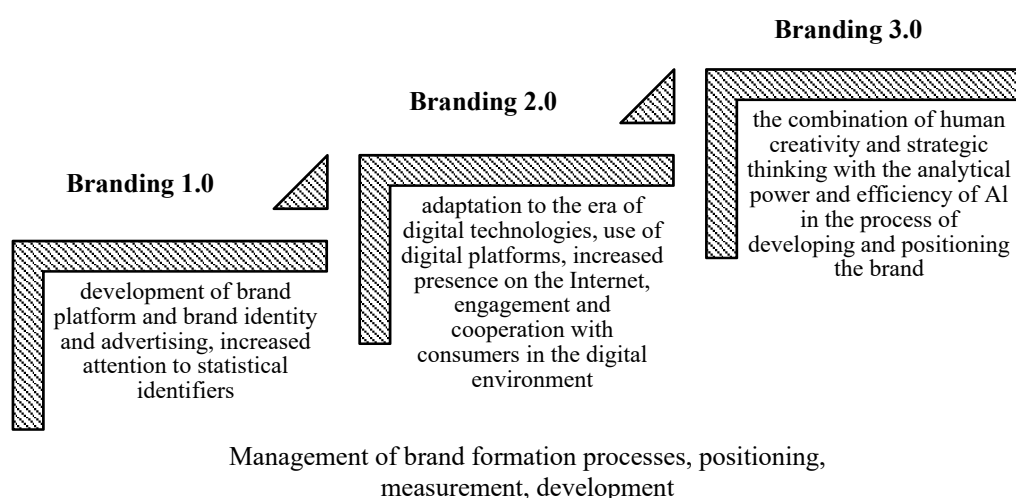 Branding 1.0
development of brand
platform and brand identity
and advertising, increased
attention to statistical
identifiers
Branding 2.0
adaptation to the era of
digital technologies, use of
digital platforms, increased
presence on the Internet,
engagement and
cooperation with
consumers in the digital
environment
Branding 3.0
the combination of human
creativity and strategic
thinking with the analytical
power and efficiency of Al
in the process of
developing and positioning
the brand
Management of brand formation processes, positioning,
measurement, development